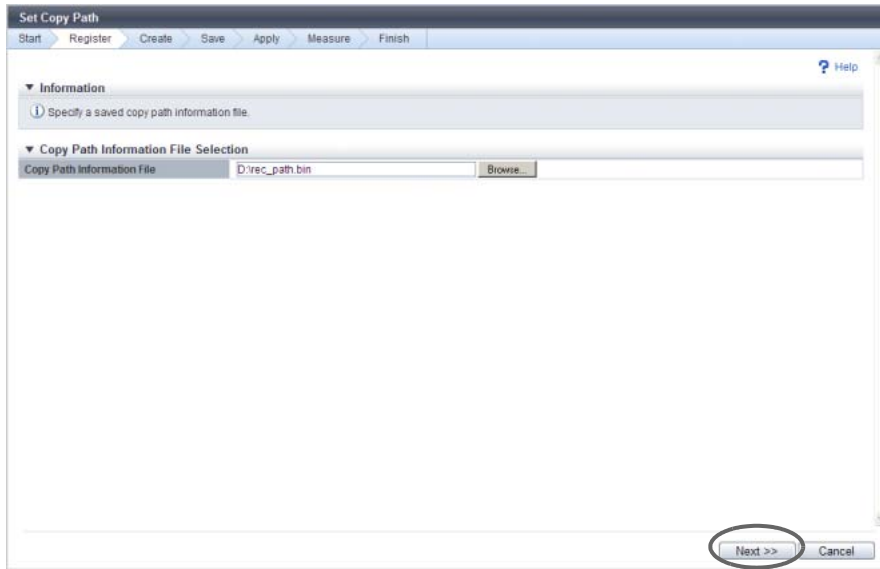 Set Copy Path
Start Register Create Save Apply Measure Finish
? Help
▼ Information
Specify a saved copy path information file.
▼ Copy Path Information File Selection
Copy Path Information File D:\rec_path.bin Browse...
Next >> Cancel